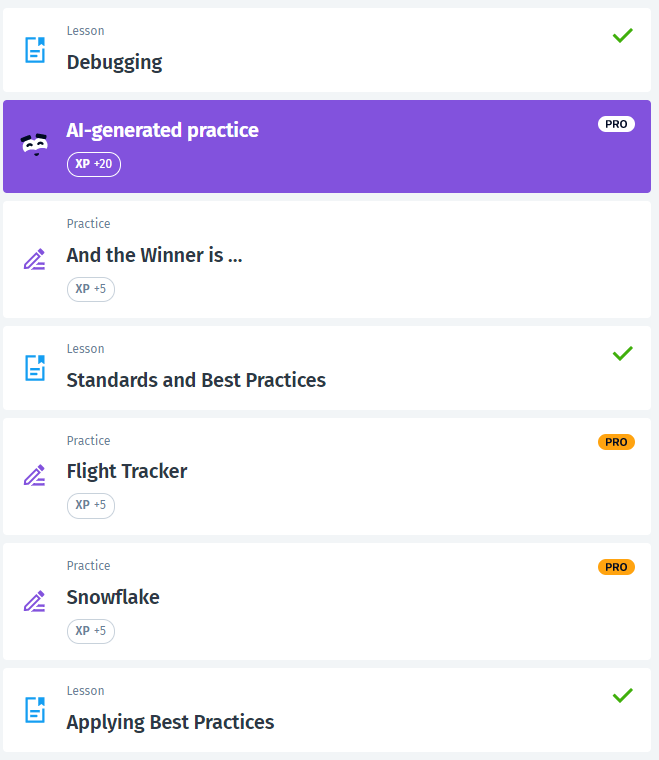 Lesson
Debugging
AI-generated practice
PRO
XP +20
Practice
And the Winner is ...
XP +5
Lesson
Standards and Best Practices
Practice
PRO
Flight Tracker
XP +5
Practice
PRO
Snowflake
XP +5
Lesson
Applying Best Practices